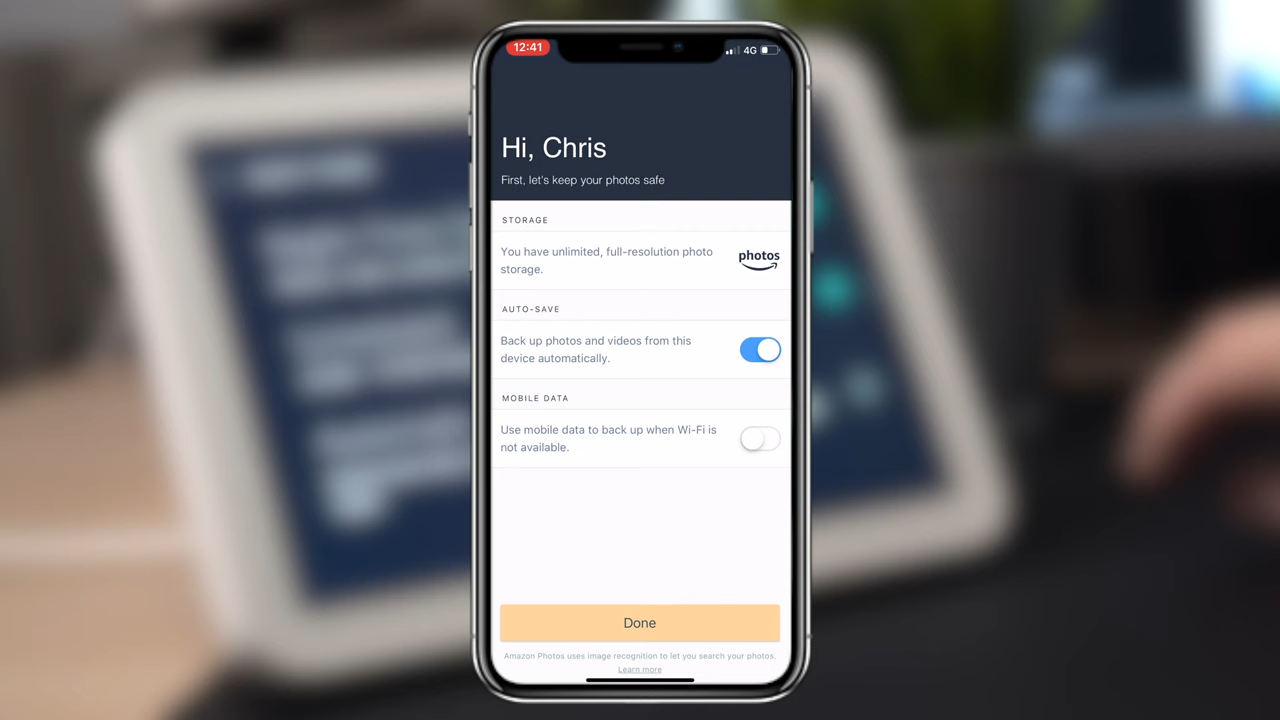 12:41
4G
Hi, Chris
First, let's keep your photos safe
STORAGE
You have unlimited, full-resolution photo
storage.
photos
AUTO-SAVE
Back up photos and videos from this
device automatically.
MOBILE DATA
Use mobile data to back up when Wi-Fi is
not available.
Done
Amazon Photos uses image recognition to let you search your photos.
Learn more